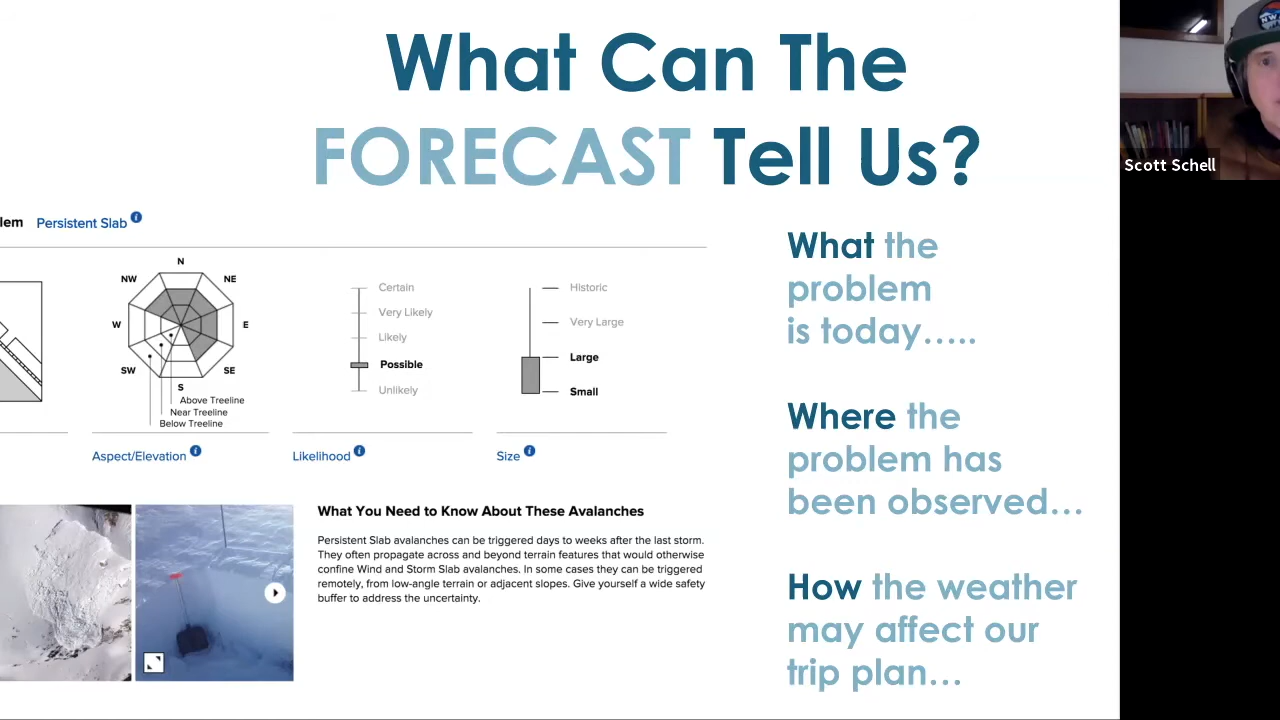 What Can The
FORECAST Tell Us?
Scott Schell
Persistent Slab
N
NW
NE
W
E
SW
SE
S
Above Treeline
Near Treeline
Below Treeline
Certain
Very Likely
Likely
Possible
Unlikely
Historic
Very Large
Large
Small
Aspect/Elevation
Likelihood
Size
What You Need to Know About These Avalanches
Persistent Slab avalanches can be triggered days to weeks after the last storm.
They often propagate across and beyond terrain features that would otherwise
confine Wind and Storm Slab avalanches. In some cases they can be triggered
remotely, from low-angle terrain or adjacent slopes. Give yourself a wide safety
buffer to address the uncertainty.
What the
problem
is today.....
Where the
problem has
been observed...
How the weather
may affect our
trip plan...